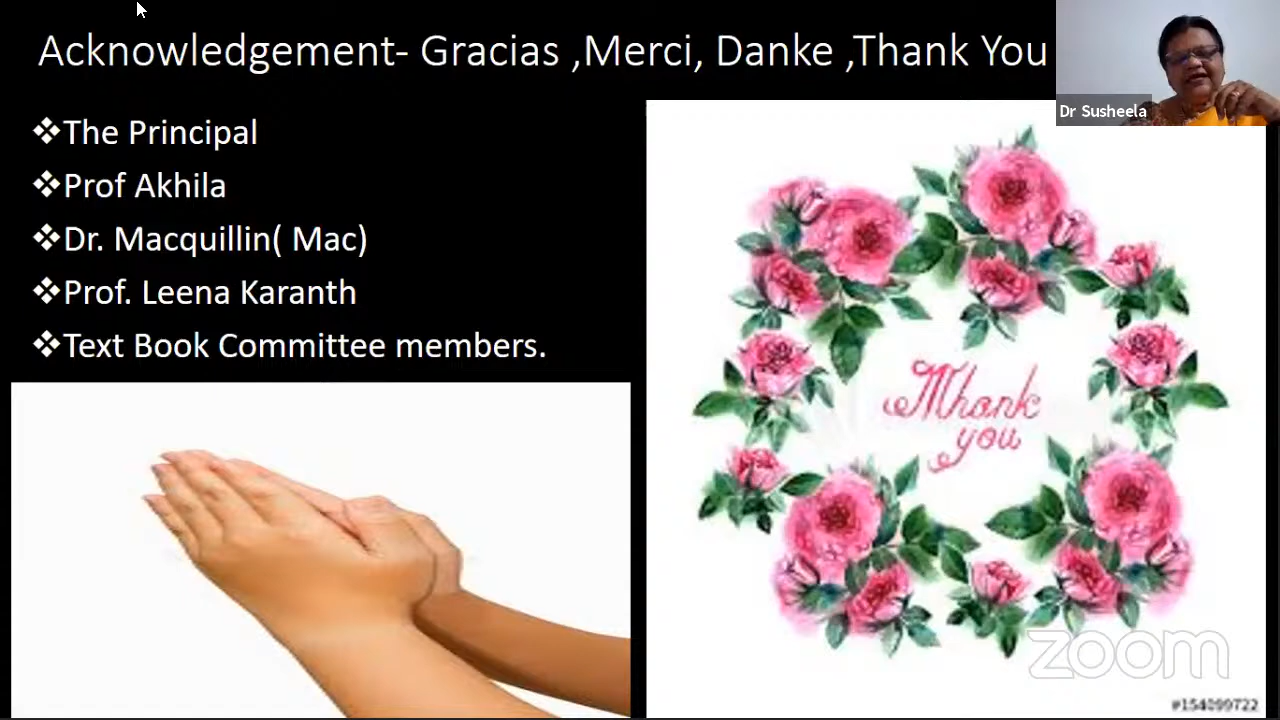 Acknowledgement- Gracias ,Merci, Danke ,Thank You
Dr Susheela
❖The Principal
❖Prof Akhila
❖Dr. Macquillin( Mac)
❖Prof. Leena Karanth
❖Text Book Committee members.
Thank
you
zoom
#154099722